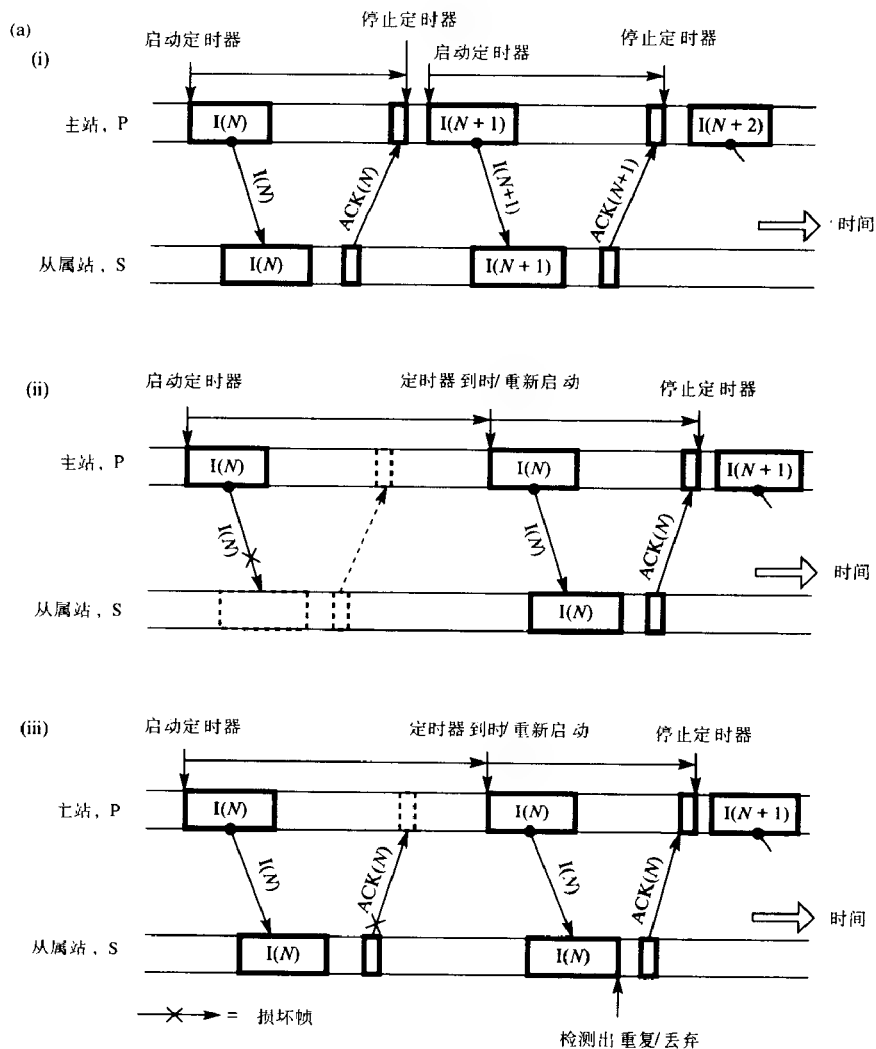 (a)
停止定时器
启动定时器
(i)
启动定时器
停止定时器
主站, P
I(N)
I(N + 1)
I(N + 2)
I(N)
ACK(N)
I(N+1)
ACK(N+1)
时间
从属站, S
I(N)
I(N + 1)
(ii)
启动定时器
定时器到时/重新启动
停止定时器
主站, P
I(N)
I(N)
I(N + 1)
I(N)
I(N)
ACK(N)
时间
从属站, S
I(N)
(iii)
启动定时器
定时器到时/重新启动
停止定时器
主站, P
I(N)
I(N)
I(N + 1)
I(N)
ACK(N)
I(N)
ACK(N)
时间
从属站, S
I(N)
I(N)
= 损坏帧
检测出重复/丢弃